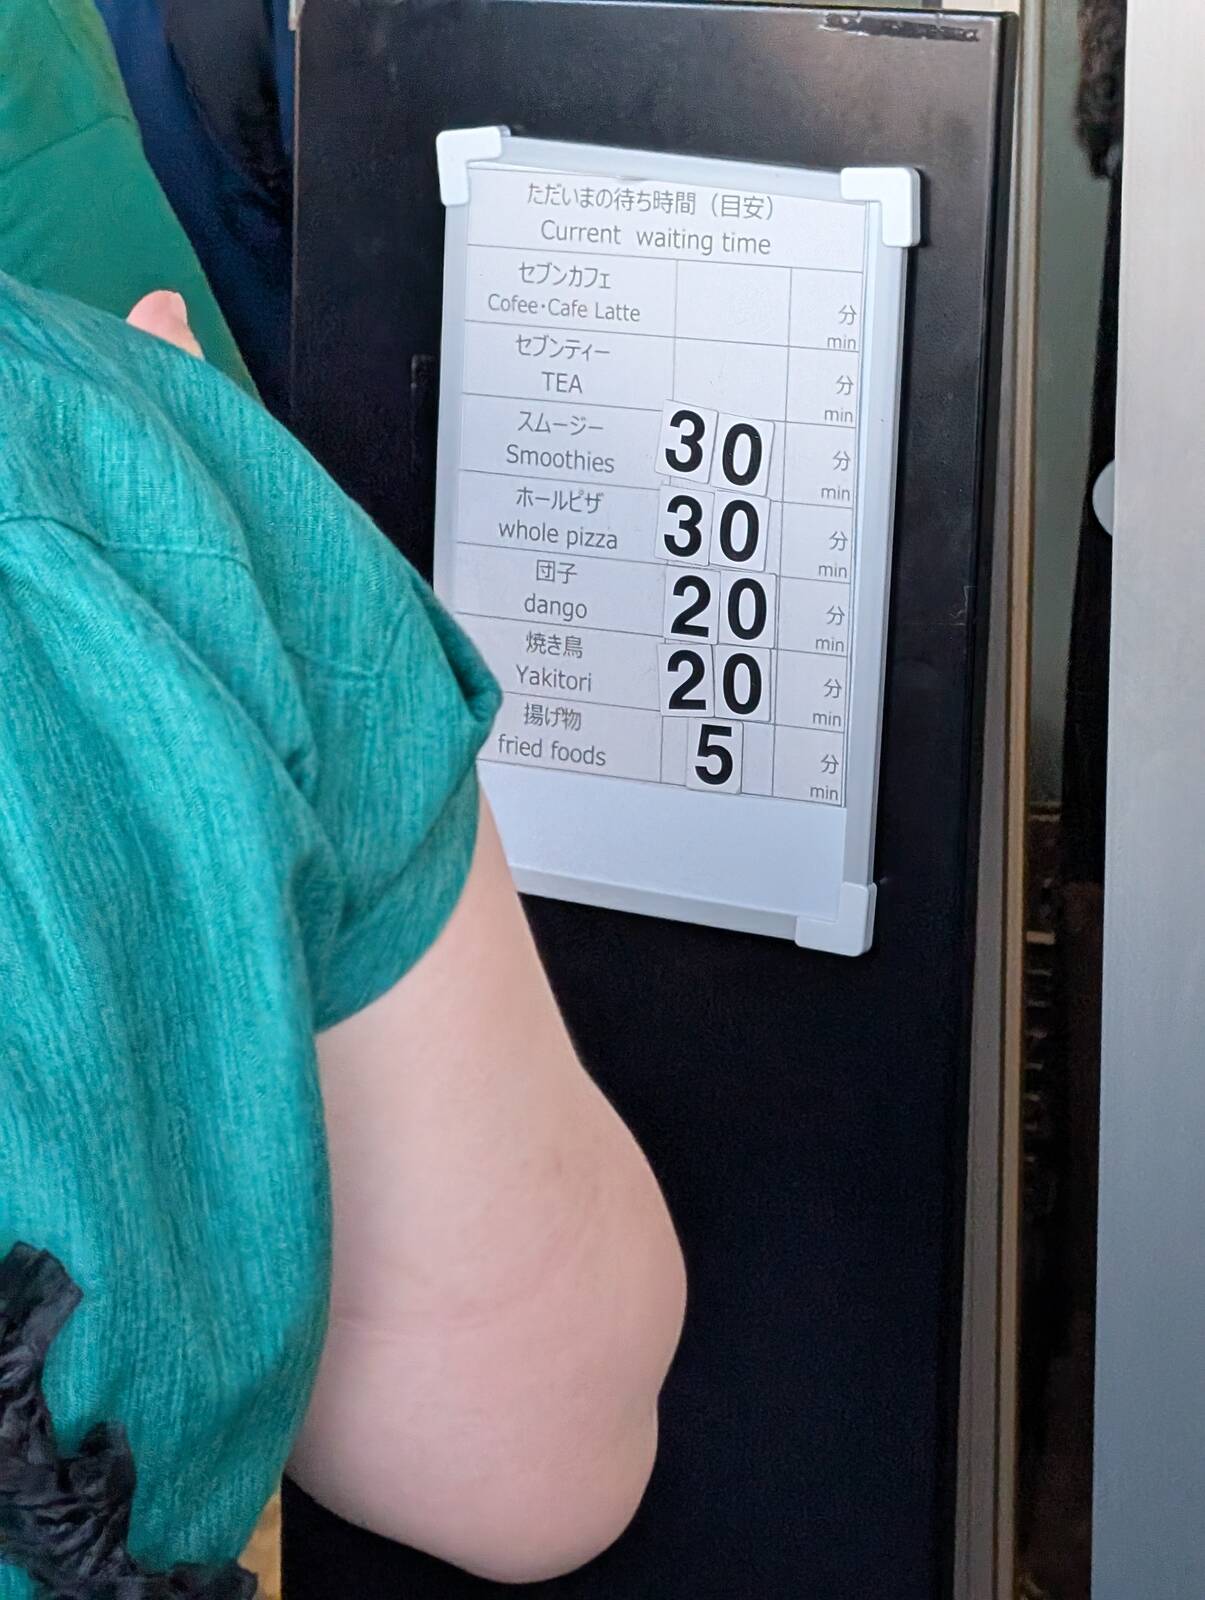 ただいまの待ち時間（目安）
Current waiting time
セブンカフェ
Cofee･Cafe Latte
分
min
セブンティー
TEA
分
min
スムージー
Smoothies
30
分
min
ホールピザ
whole pizza
30
分
min
団子
dango
20
分
min
焼き鳥
Yakitori
20
分
min
揚げ物
fried foods
5
分
min